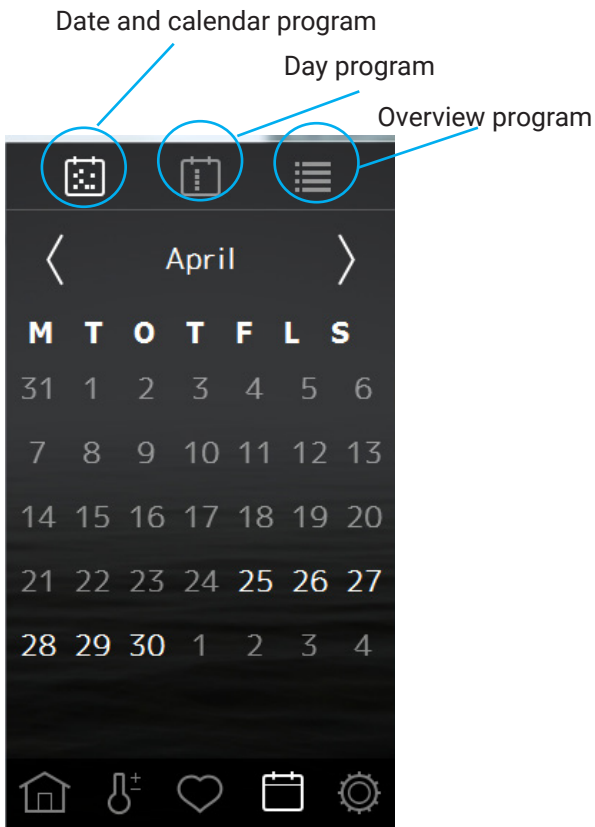 Date and calendar program
Day program
Overview program
April
M T O T F L S
31 1 2 3 4 5 6
7 8 9 10 11 12 13
14 15 16 17 18 19 20
21 22 23 24 25 26 27
28 29 30 1 2 3 4